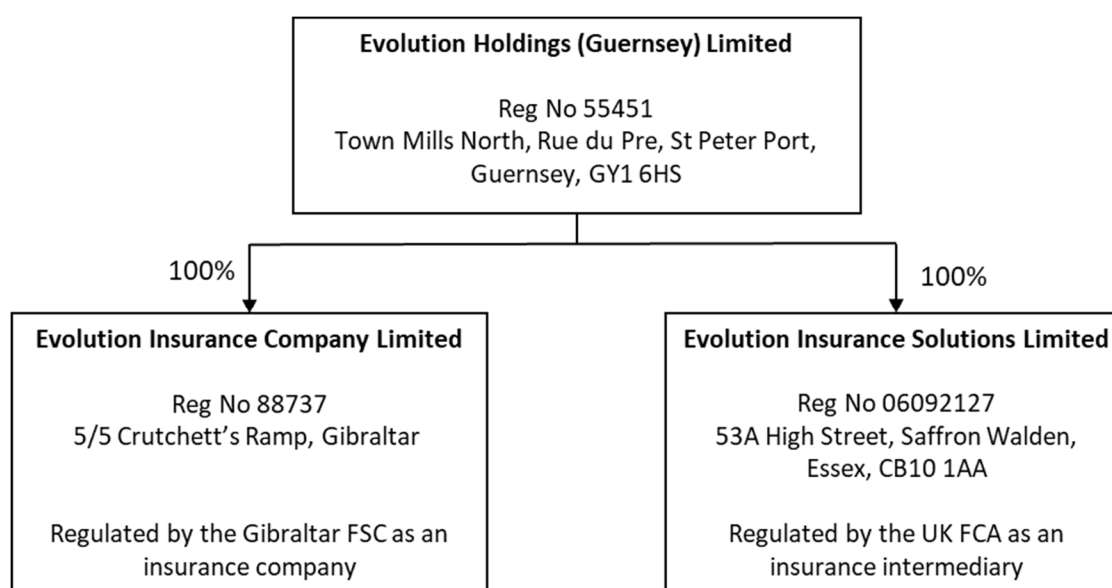 Evolution Holdings (Guernsey) Limited
Reg No 55451
Town Mills North, Rue du Pre, St Peter Port,
Guernsey, GY1 6HS
100%
100%
Evolution Insurance Company Limited
Reg No 88737
5/5 Crutchett’s Ramp, Gibraltar
Regulated by the Gibraltar FSC as an
insurance company
Evolution Insurance Solutions Limited
Reg No 06092127
53A High Street, Saffron Walden,
Essex, CB10 1AA
Regulated by the UK FCA as an
insurance intermediary